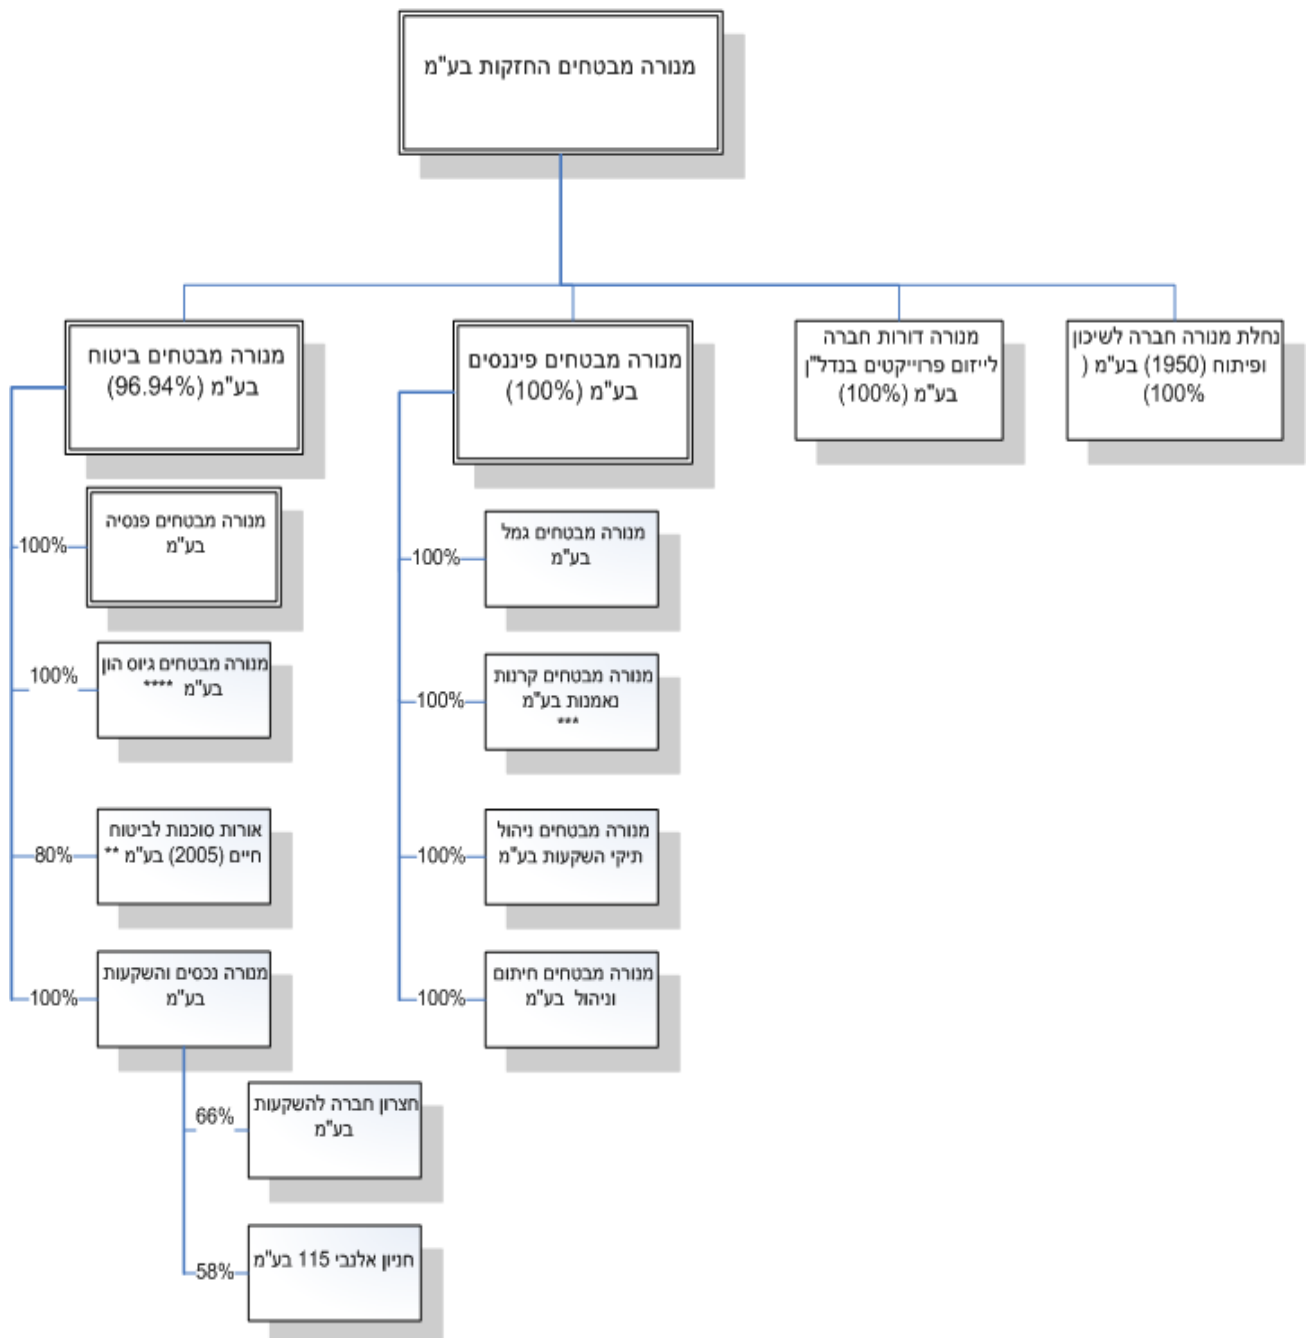 מנורה מבטחים החזקות בע"מ
מנורה מבטחים ביטוח
בע"מ (96.94%)
מנורה מבטחים פיננסים
בע"מ (100%)
מנורה דורות חברה
לייזום פרוייקטים בנדל"ן
בע"מ (100%)
נחלת מנורה חברה לשיכון
ופיתוח (1950) בע"מ (
100%)
100%
מנורה מבטחים פנסיה
בע"מ
100%
מנורה מבטחים גיוס הון
בע"מ ****
80%
אורות סוכנות לביטוח
חיים (2005) בע"מ **
100%
מנורה נכסים והשקעות
בע"מ
66%
חצרון חברה להשקעות
בע"מ
58%
חניון אלנבי 115 בע"מ
100%
מנורה מבטחים גמל
בע"מ
100%
מנורה מבטחים קרנות
נאמנות בע"מ
***
100%
מנורה מבטחים ניהול
תיקי השקעות בע"מ
100%
מנורה מבטחים חיתום
וניהול בע"מ